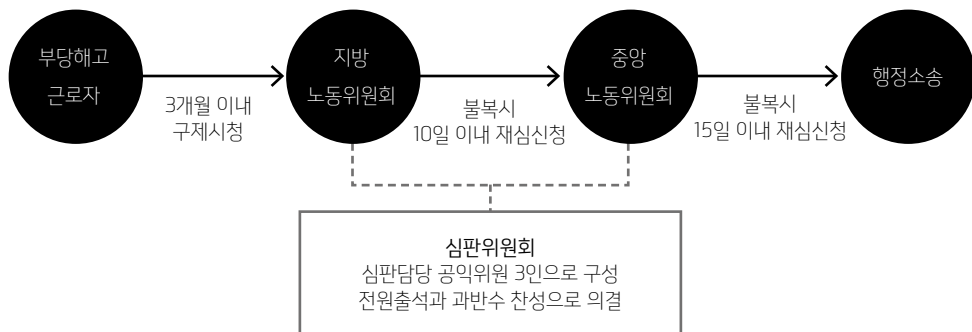 부당해고
근로자
3개월 이내
구제시청
지방
노동위원회
불복시
10일 이내 재심신청
중앙
노동위원회
불복시
15일 이내 재심신청
행정소송
심판위원회
심판담당 공익위원 3인으로 구성
전원출석과 과반수 찬성으로 의결